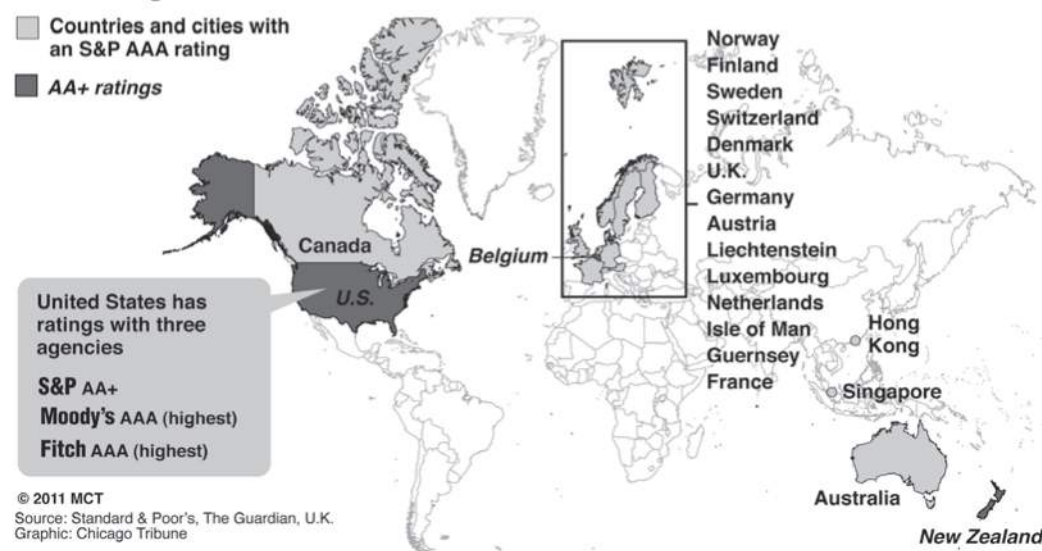 Countries and cities with
an S&P AAA rating
AA+ ratings
Canada
U.S.
United States has
ratings with three
agencies
S&P AA+
Moody's AAA (highest)
Fitch AAA (highest)
Belgium
Norway
Finland
Sweden
Switzerland
Denmark
U.K.
Germany
Austria
Liechtenstein
Luxembourg
Netherlands
Isle of Man
Guernsey
France
Hong
Kong
Singapore
Australia
New Zealand
© 2011 MCT
Source: Standard & Poor's, The Guardian, U.K.
Graphic: Chicago Tribune